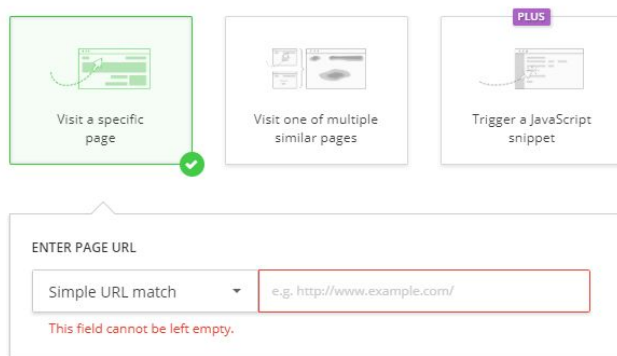 PLUS
Visit a specific
page
Visit one of multiple
similar pages
Trigger a JavaScript
snippet
ENTER PAGE URL
Simple URL match
e.g. http://www.example.com/
This field cannot be left empty.